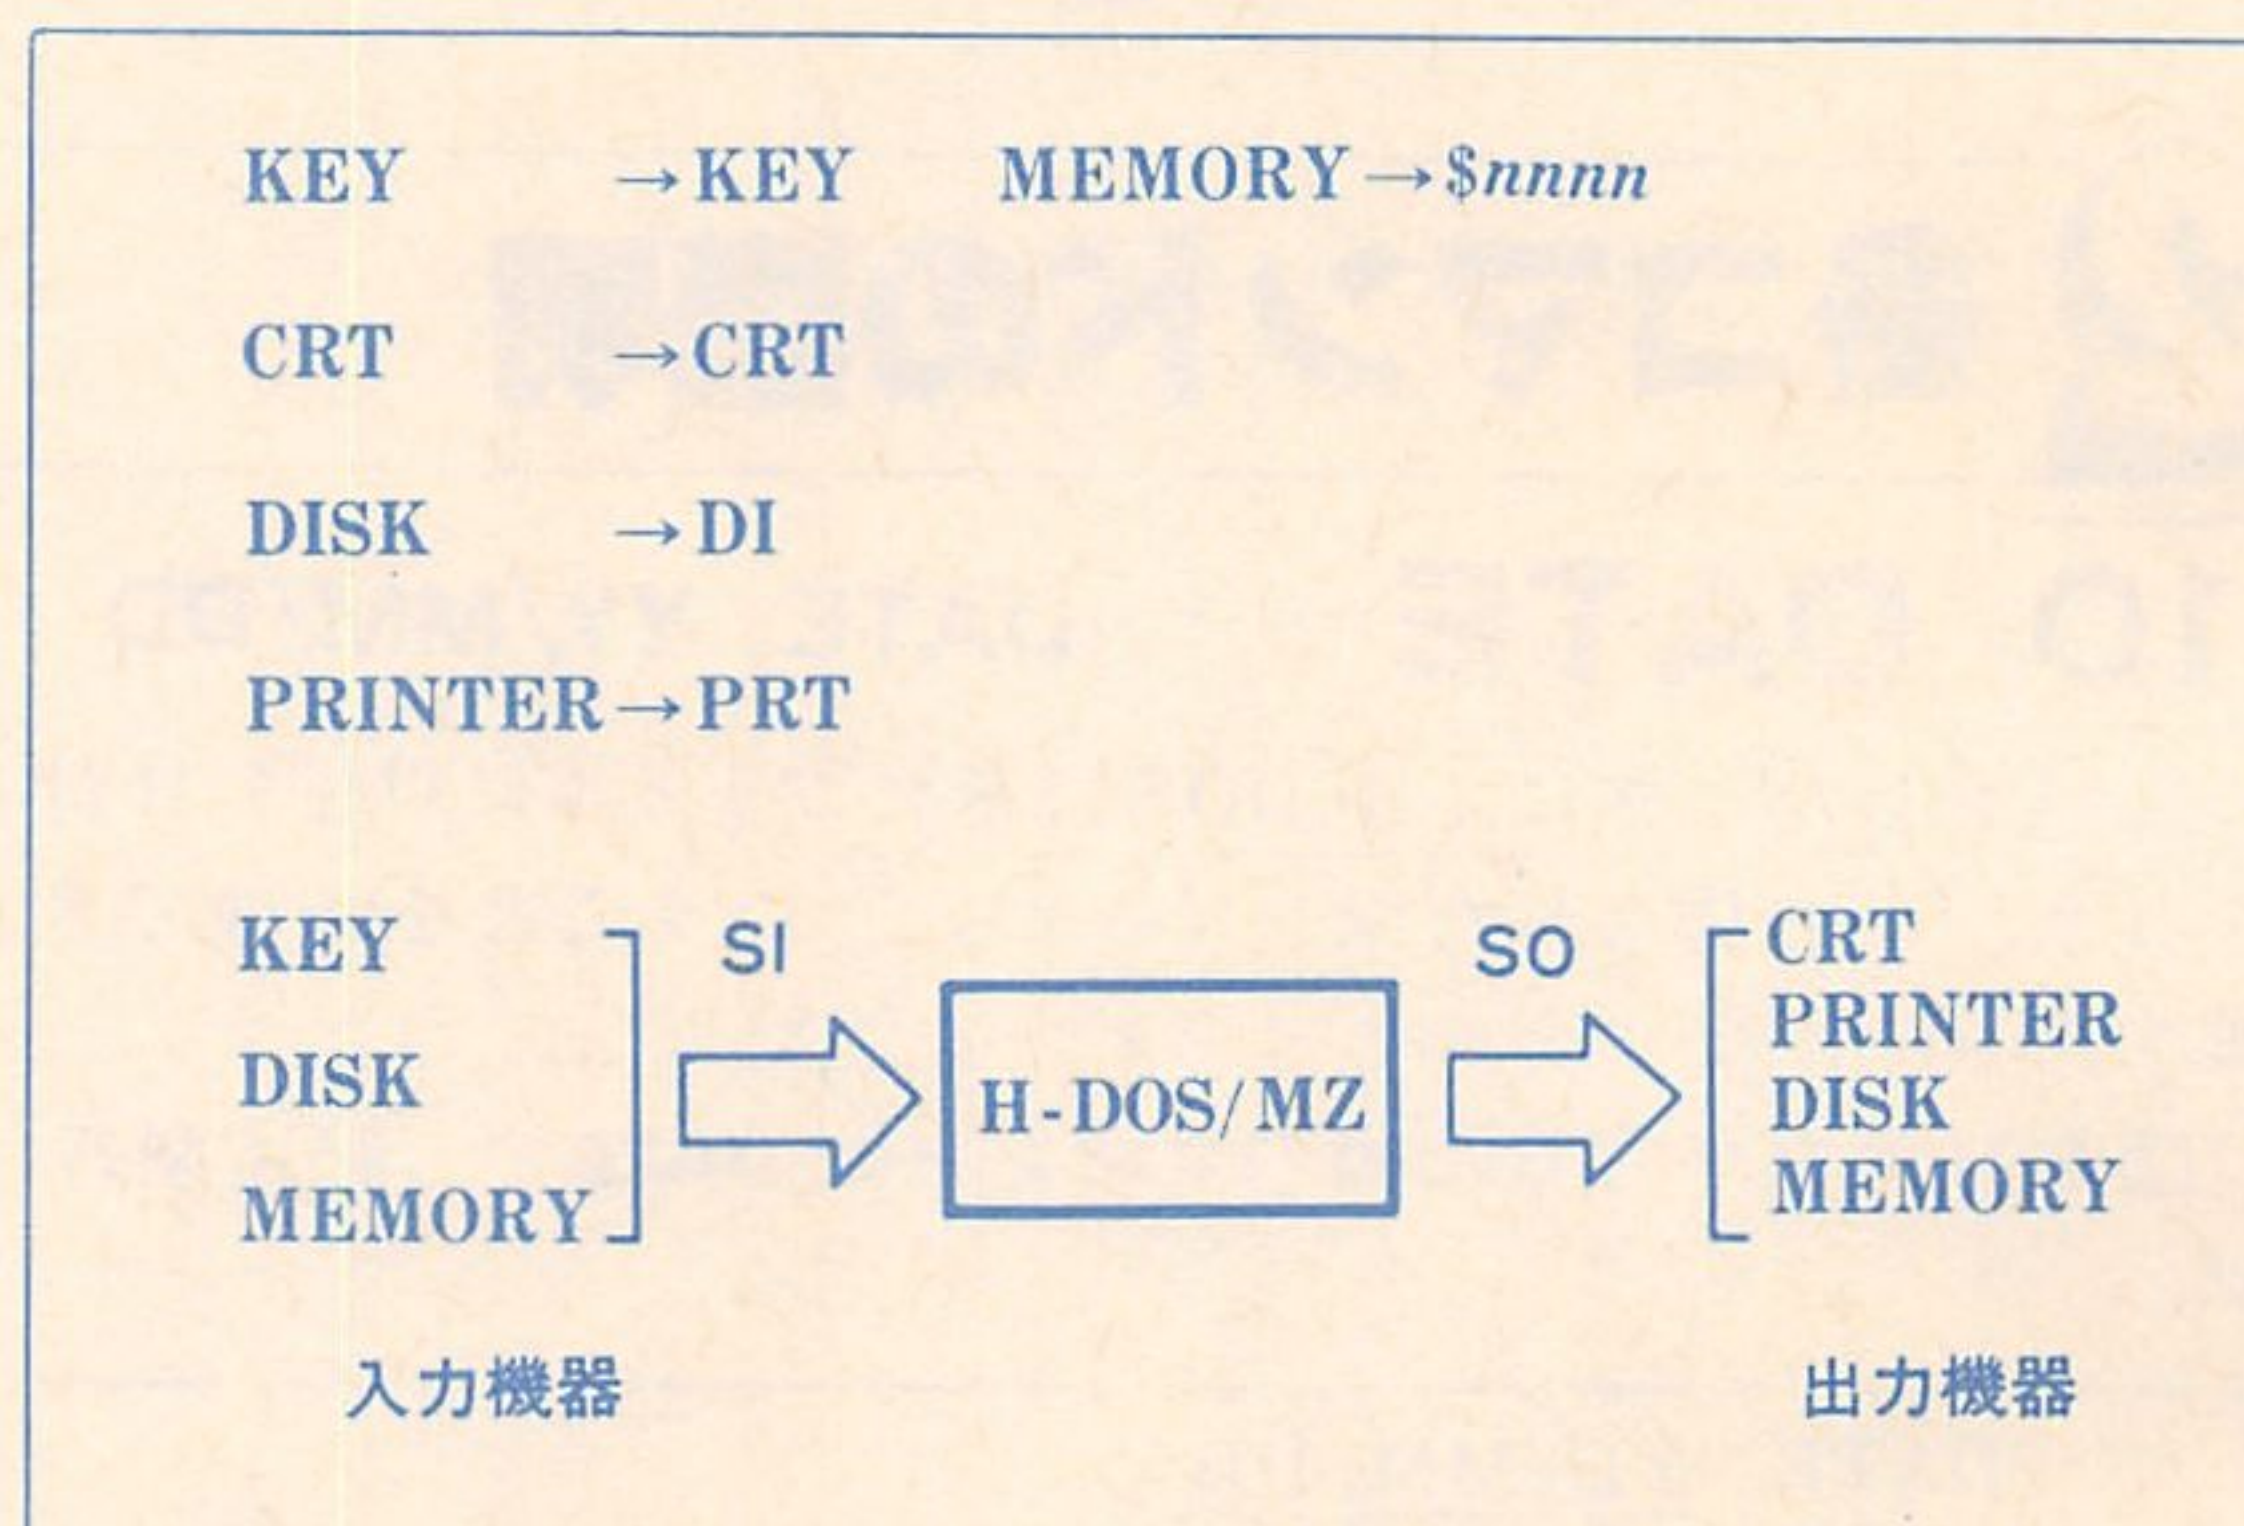 KEY →KEY MEMORY→$nnnn
CRT →CRT
DISK →DI
PRINTER→PRT
KEY
DISK
MEMORY
SI
H-DOS/MZ
SO
CRT
PRINTER
DISK
MEMORY
入力機器
出力機器